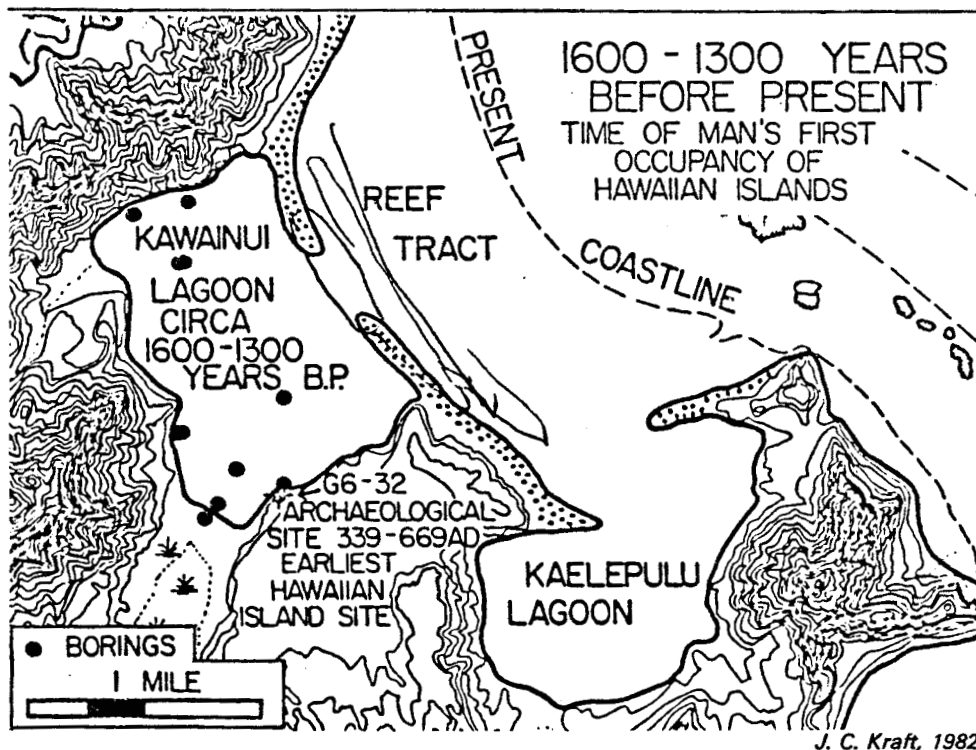 1600 - 1300 YEARS
BEFORE PRESENT
TIME OF MAN'S FIRST
OCCUPANCY OF
HAWAIIAN ISLANDS
PRESENT
COASTLINE
REEF
TRACT
KAWAINUI
LAGOON
CIRCA
1600-1300
YEARS B.P.
G6-32
ARCHAEOLOGICAL
SITE 339-669AD
EARLIEST
HAWAIIAN
ISLAND SITE
KAELEPULU
LAGOON
BORINGS
1 MILE
J. C. Kraft, 1982